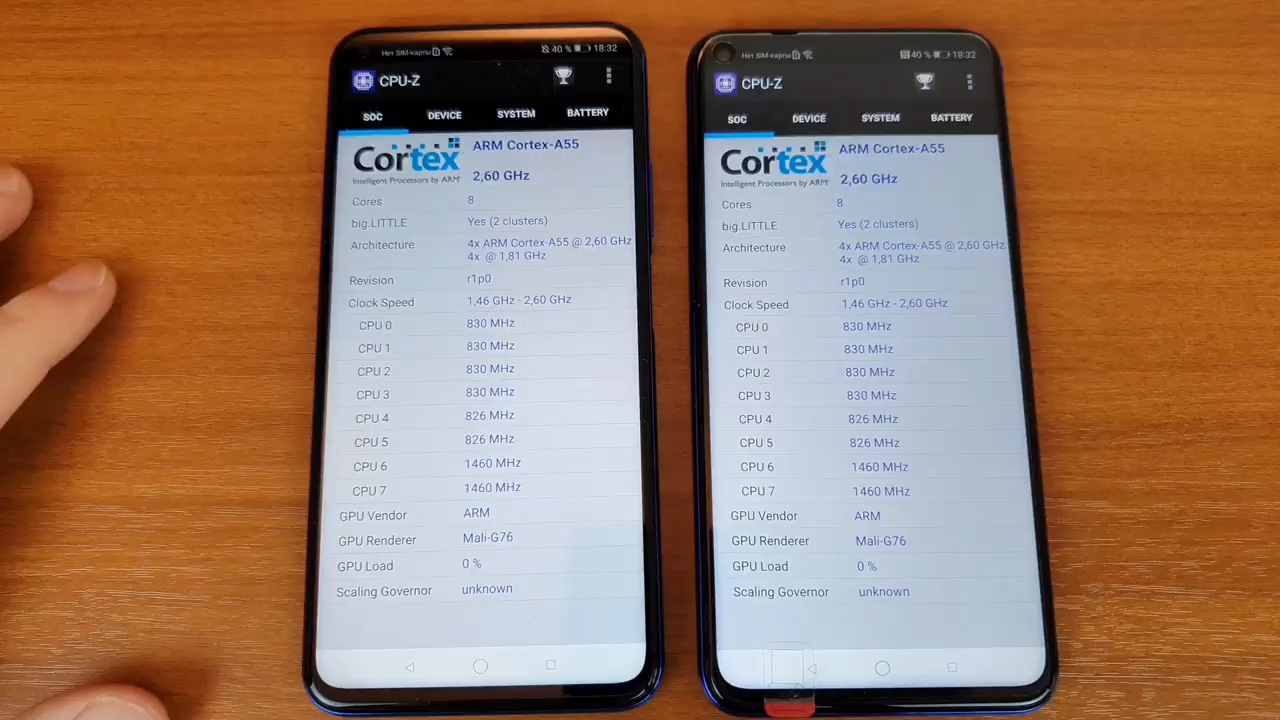 Нет SIM-карты 40 % 18:32
CPU-Z
SOC DEVICE SYSTEM BATTERY
Cortex
Intelligent Processors by ARM
ARM Cortex-A55
2,60 GHz
Cores 8
big.LITTLE Yes (2 clusters)
Architecture 4x ARM Cortex-A55 @ 2,60 GHz
4x @ 1,81 GHz
Revision r1p0
Clock Speed 1,46 GHz - 2,60 GHz
CPU 0 830 MHz
CPU 1 830 MHz
CPU 2 830 MHz
CPU 3 830 MHz
CPU 4 826 MHz
CPU 5 826 MHz
CPU 6 1460 MHz
CPU 7 1460 MHz
GPU Vendor ARM
GPU Renderer Mali-G76
GPU Load 0 %
Scaling Governor unknown
Нет SIM-карты 40 % 18:32
CPU-Z
SOC DEVICE SYSTEM BATTERY
Cortex
Intelligent Processors by ARM
ARM Cortex-A55
2,60 GHz
Cores 8
big.LITTLE Yes (2 clusters)
Architecture 4x ARM Cortex-A55 @ 2,60 GHz
4x @ 1,81 GHz
Revision r1p0
Clock Speed 1,46 GHz - 2,60 GHz
CPU 0 830 MHz
CPU 1 830 MHz
CPU 2 830 MHz
CPU 3 830 MHz
CPU 4 826 MHz
CPU 5 826 MHz
CPU 6 1460 MHz
CPU 7 1460 MHz
GPU Vendor ARM
GPU Renderer Mali-G76
GPU Load 0 %
Scaling Governor unknown